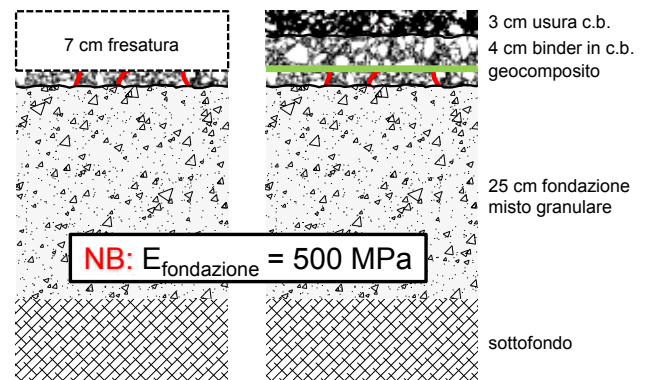 7 cm fresatura
3 cm usura c.b.
4 cm binder in c.b.
geocomposito
25 cm fondazione
misto granulare
NB: Efondazione = 500 MPa
sottofondo